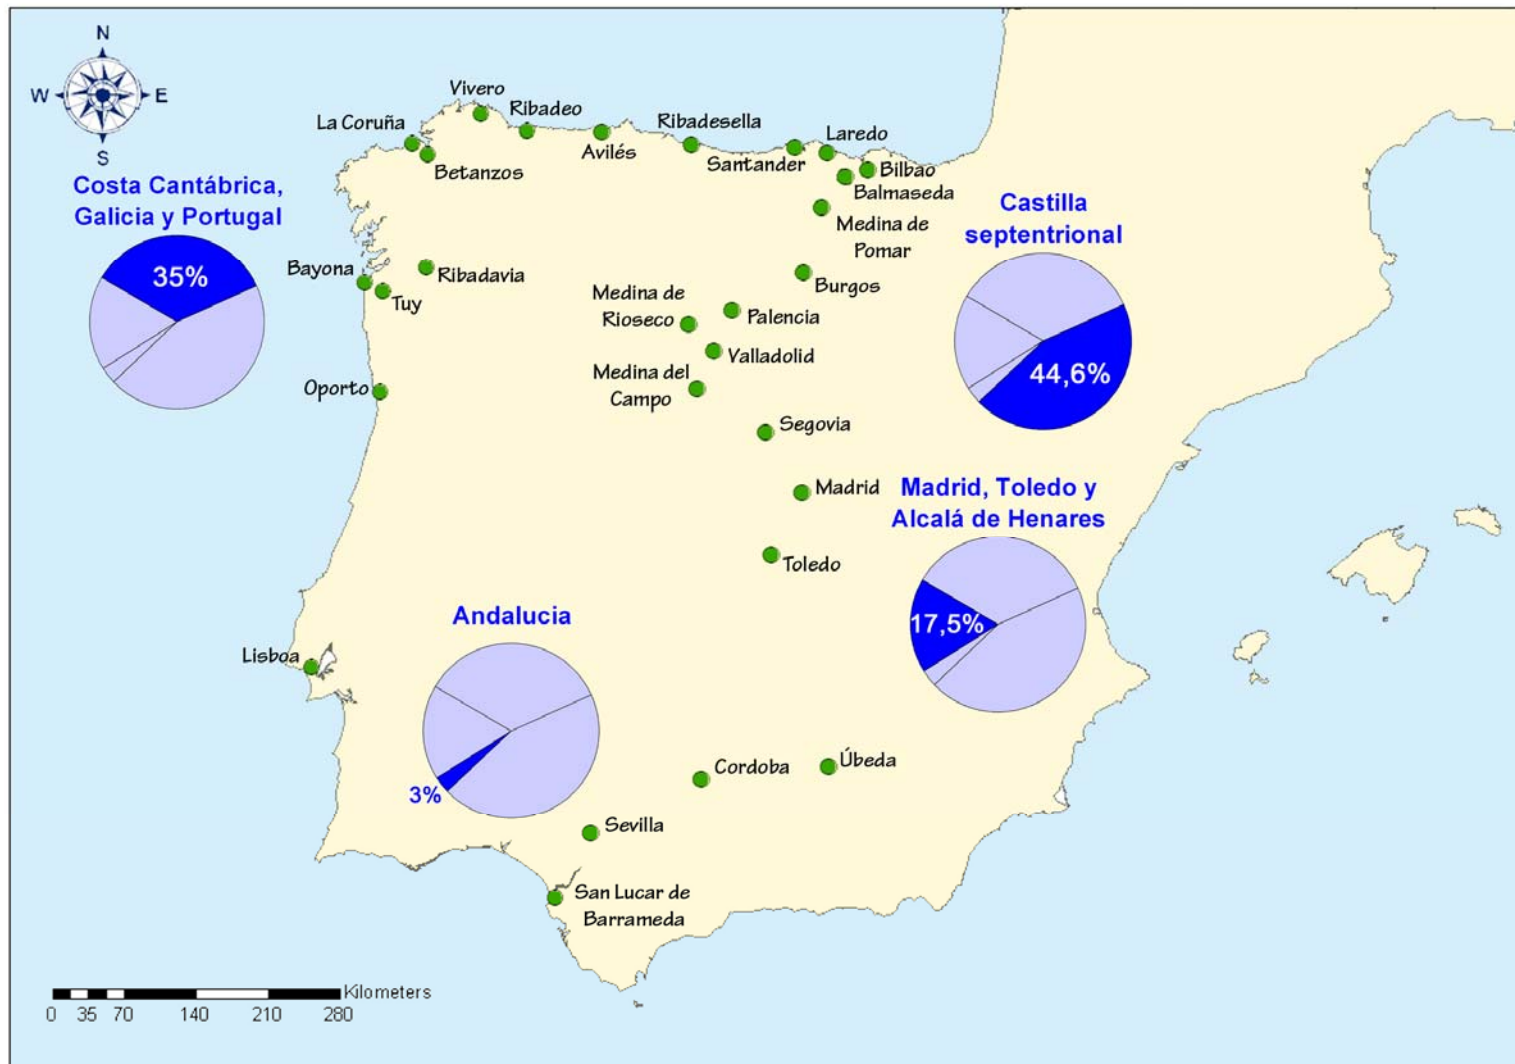 N
W
E
S
Vivero
Ribadeo
La Coruña
Betanzos
Avilés
Ribadesella
Santander
Laredo
Bilbao
Balmaseda
Medina de
Pomar
Costa Cantábrica,
Galicia y Portugal
35%
Castilla
septentrional
44,6%
Bayona
Tuy
Ribadavia
Burgos
Medina de
Rioseco
Palencia
Valladolid
Medina del
Campo
Oporto
Segovia
Madrid
Madrid, Toledo y
Alcalá de Henares
17,5%
Toledo
Andalucia
3%
Lisboa
Cordoba
Úbeda
Sevilla
San Lucar de
Barrameda
Kilometers
0 35 70 140 210 280